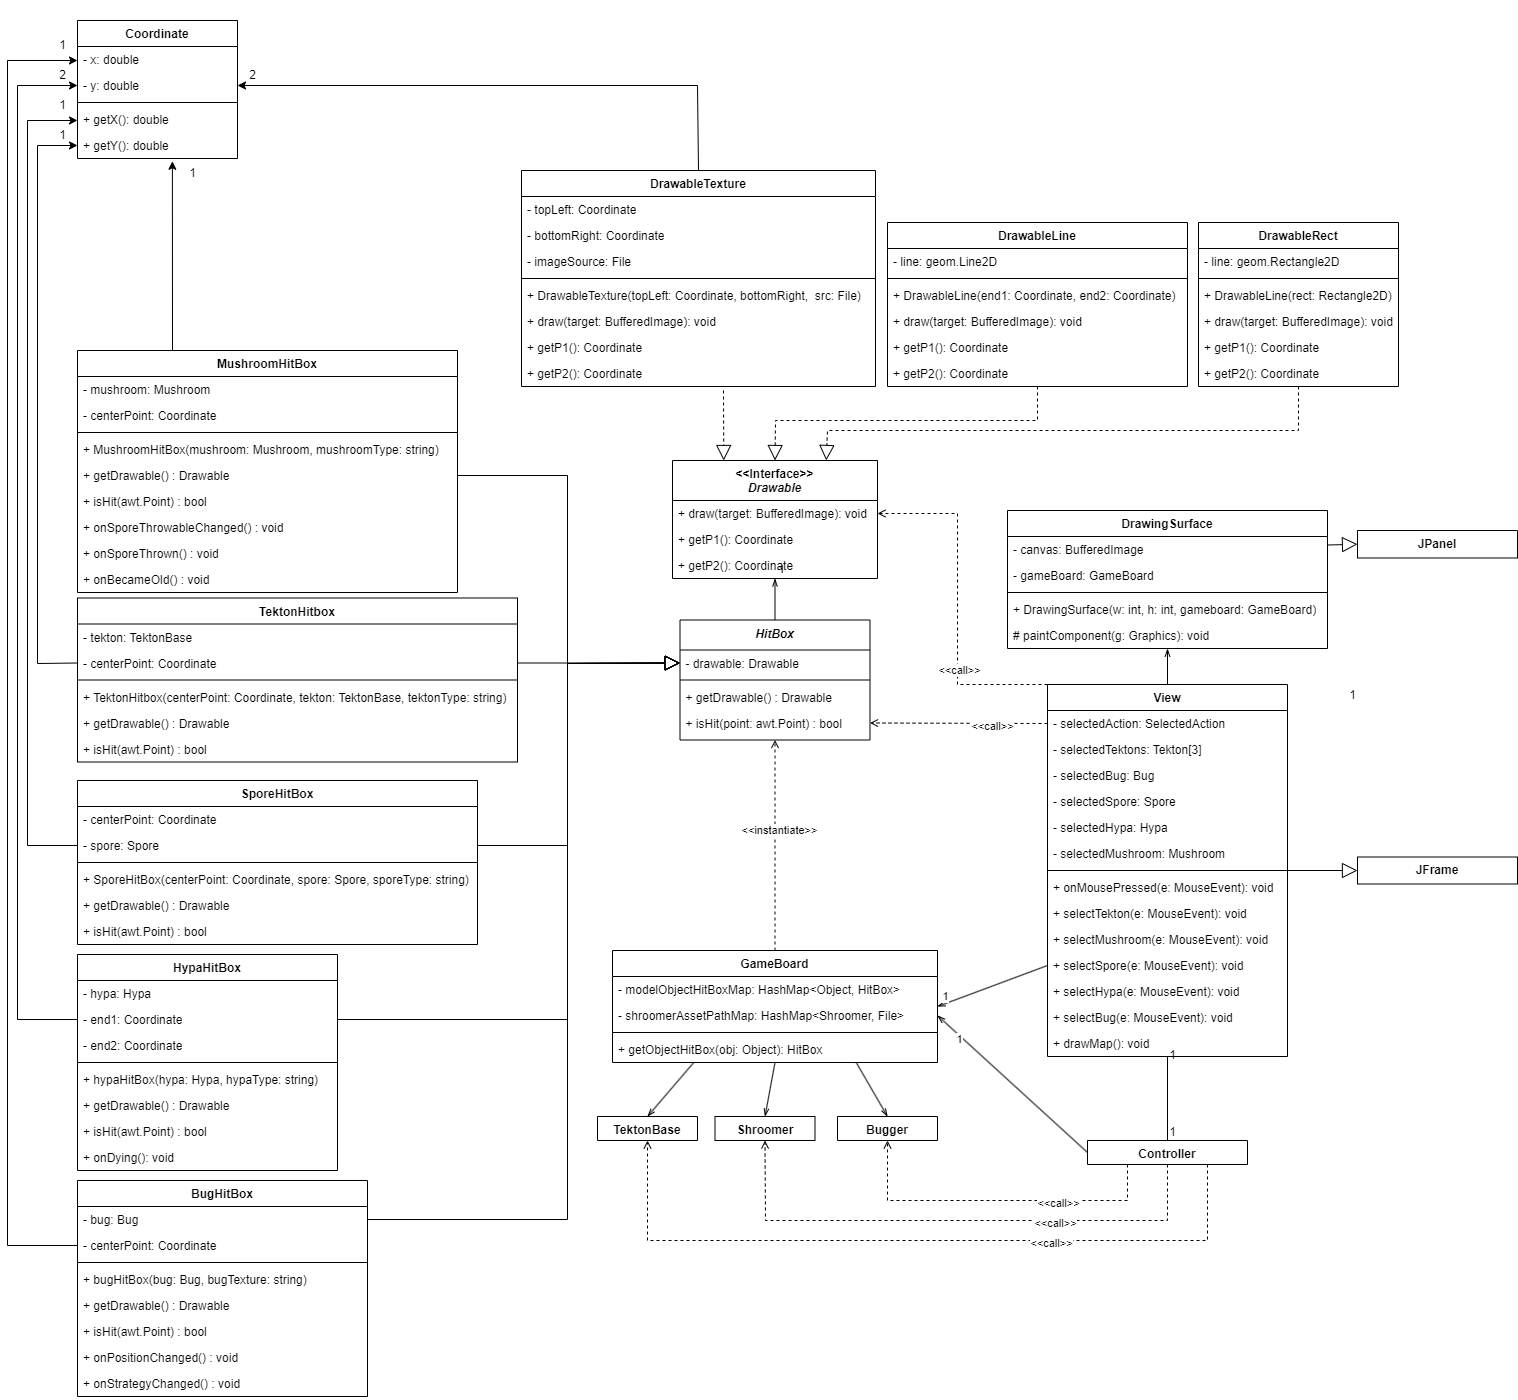 Coordinate
- x: double
- y: double
+ getX(): double
+ getY(): double
1
2
1
1
2
1
DrawableTexture
- topLeft: Coordinate
- bottomRight: Coordinate
- imageSource: File
+ DrawableTexture(topLeft: Coordinate, bottomRight,  src: File)
+ draw(target: BufferedImage): void
+ getP1(): Coordinate
+ getP2(): Coordinate
DrawableLine
- line: geom.Line2D
+ DrawableLine(end1: Coordinate, end2: Coordinate)
+ draw(target: BufferedImage): void
+ getP1(): Coordinate
+ getP2(): Coordinate
DrawableRect
- line: geom.Rectangle2D
+ DrawableLine(rect: Rectangle2D)
+ draw(target: BufferedImage): void
+ getP1(): Coordinate
+ getP2(): Coordinate
MushroomHitBox
- mushroom: Mushroom
- centerPoint: Coordinate
+ MushroomHitBox(mushroom: Mushroom, mushroomType: string)
+ getDrawable() : Drawable
+ isHit(awt.Point) : bool
+ onSporeThrowableChanged() : void
+ onSporeThrown() : void
+ onBecameOld() : void
<<Interface>>
Drawable
+ draw(target: BufferedImage): void
+ getP1(): Coordinate
+ getP2(): Coordinate
1
DrawingSurface
- canvas: BufferedImage
- gameBoard: GameBoard
+ DrawingSurface(w: int, h: int, gameboard: GameBoard)
# paintComponent(g: Graphics): void
JPanel
TektonHitbox
- tekton: TektonBase
- centerPoint: Coordinate
+ TektonHitbox(centerPoint: Coordinate, tekton: TektonBase, tektonType: string)
+ getDrawable() : Drawable
+ isHit(awt.Point) : bool
HitBox
- drawable: Drawable
+ getDrawable() : Drawable
+ isHit(point: awt.Point) : bool
<<call>>
<<call>>
1
View
- selectedAction: SelectedAction
- selectedTektons: Tekton[3]
- selectedBug: Bug
- selectedSpore: Spore
- selectedHypa: Hypa
- selectedMushroom: Mushroom
+ onMousePressed(e: MouseEvent): void
+ selectTekton(e: MouseEvent): void
+ selectMushroom(e: MouseEvent): void
+ selectSpore(e: MouseEvent): void
+ selectHypa(e: MouseEvent): void
+ selectBug(e: MouseEvent): void
+ drawMap(): void
JFrame
SporeHitBox
- centerPoint: Coordinate
- spore: Spore
+ SporeHitBox(centerPoint: Coordinate, spore: Spore, sporeType: string)
+ getDrawable() : Drawable
+ isHit(awt.Point) : bool
<<instantiate>>
HypaHitBox
- hypa: Hypa
- end1: Coordinate
- end2: Coordinate
+ hypaHitBox(hypa: Hypa, hypaType: string)
+ getDrawable() : Drawable
+ isHit(awt.Point) : bool
+ onDying(): void
GameBoard
- modelObjectHitBoxMap: HashMap<Object, HitBox>
- shroomerAssetPathMap: HashMap<Shroomer, File>
+ getObjectHitBox(obj: Object): HitBox
1
1
1
1
TektonBase
Shroomer
Bugger
Controller
<<call>>
<<call>>
<<call>>
BugHitBox
- bug: Bug
- centerPoint: Coordinate
+ bugHitBox(bug: Bug, bugTexture: string)
+ getDrawable() : Drawable
+ isHit(awt.Point) : bool
+ onPositionChanged() : void
+ onStrategyChanged() : void